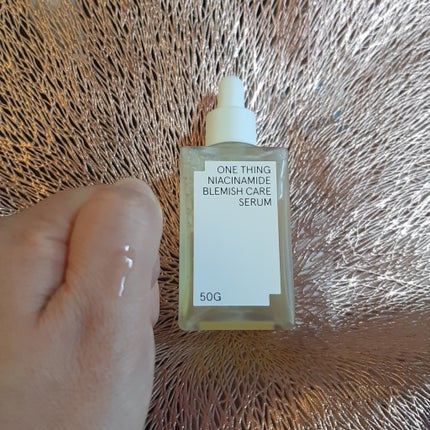 ONE THING
NIACINAMIDE
BLEMISH CARE
SERUM
50G